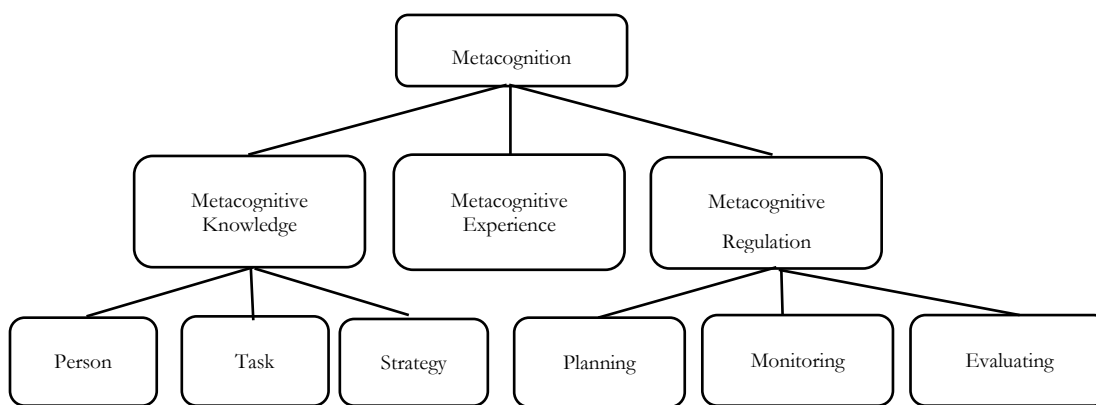 Metacognition
Metacognitive
Knowledge
Metacognitive
Experience
Metacognitive
Regulation
Person
Task
Strategy
Planning
Monitoring
Evaluating